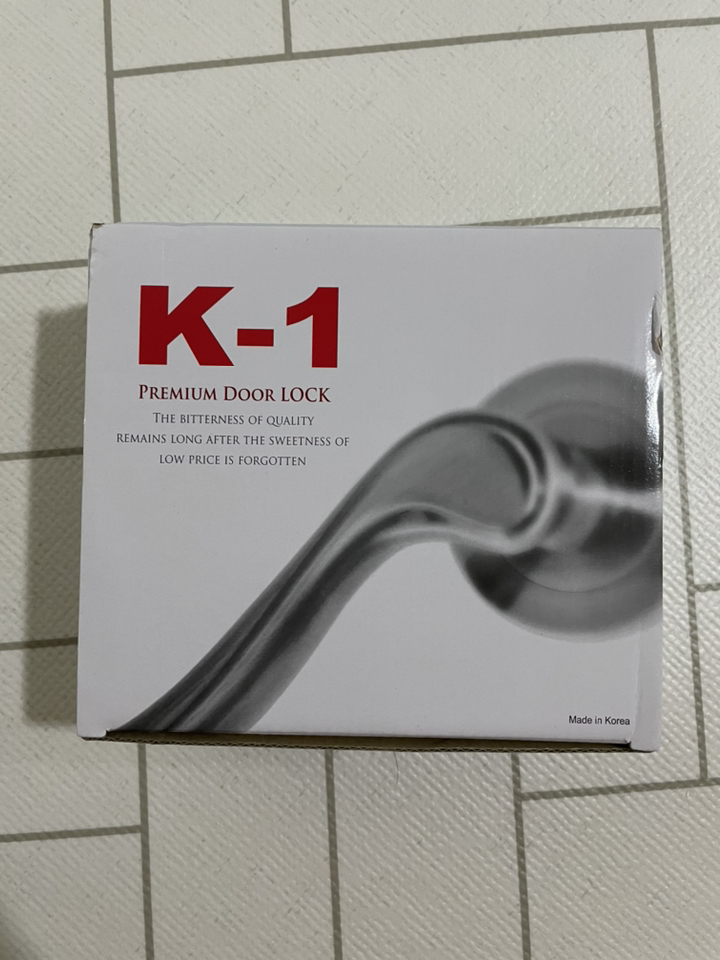 K-1
PREMIUM DOOR LOCK
THE BITTERNESS OF QUALITY
REMAINS LONG AFTER THE SWEETNESS OF
LOW PRICE IS FORGOTTEN
Made in Korea